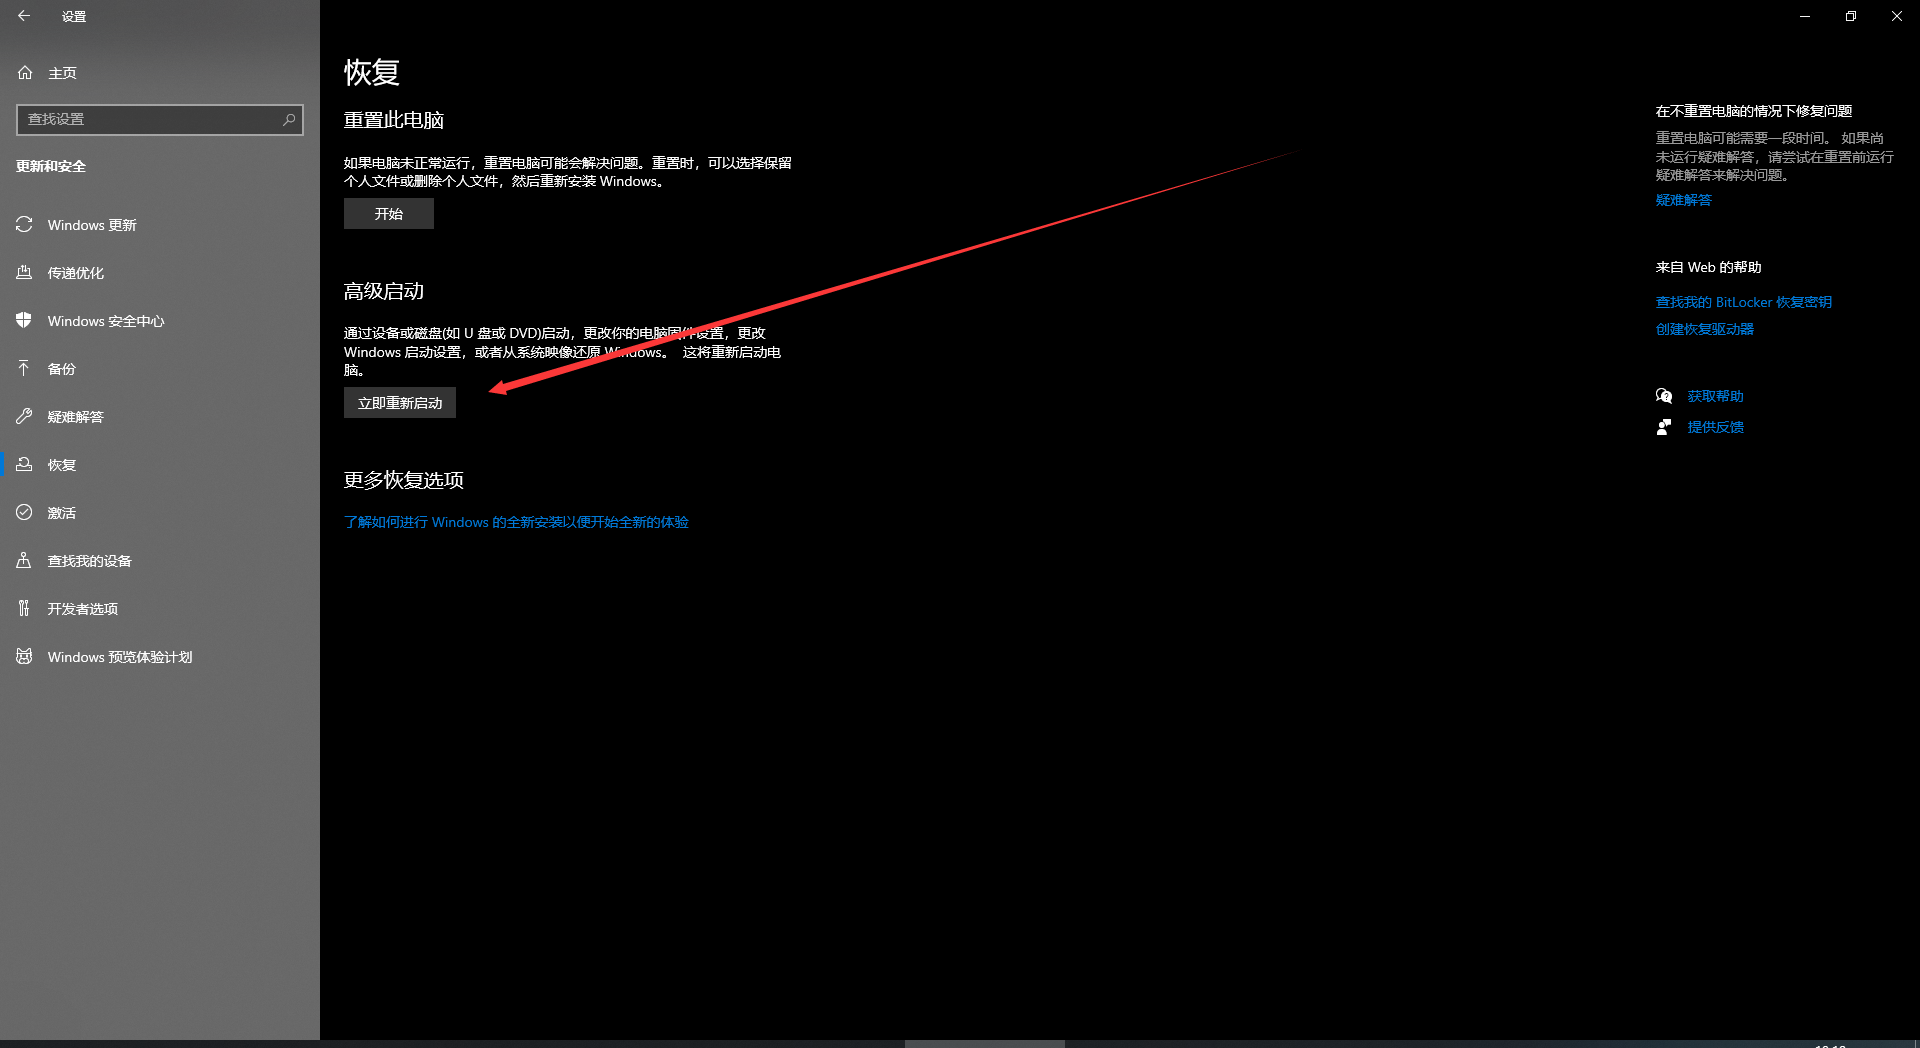 设置
主页
查找设置
更新和安全
Windows 更新
传递优化
Windows 安全中心
备份
疑难解答
恢复
激活
查找我的设备
开发者选项
Windows 预览体验计划
恢复
重置此电脑
如果电脑未正常运行，重置电脑可能会解决问题。重置时，可以选择保留
个人文件或删除个人文件，然后重新安装 Windows。
开始
高级启动
通过设备或磁盘(如 U 盘或 DVD)启动，更改你的电脑固件设置，更改
Windows 启动设置，或者从系统映像还原 Windows。 这将重新启动电
脑。
立即重新启动
更多恢复选项
了解如何进行 Windows 的全新安装以便开始全新的体验
在不重置电脑的情况下修复问题
重置电脑可能需要一段时间。 如果尚
未运行疑难解答，请尝试在重置前运行
疑难解答来解决问题。
疑难解答
来自 Web 的帮助
查找我的 BitLocker 恢复密钥
创建恢复驱动器
获取帮助
提供反馈